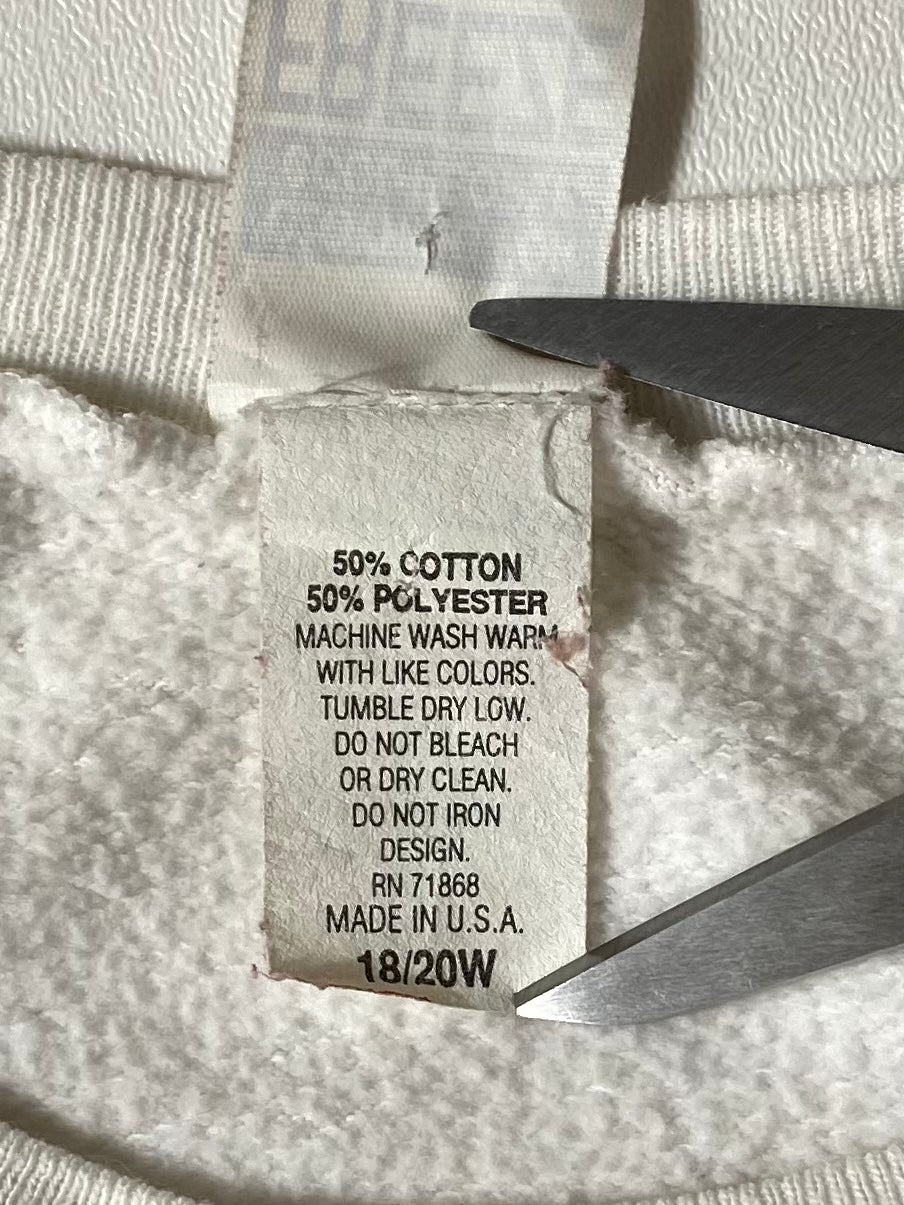 50% COTTON
50% POLYESTER
MACHINE WASH WARM
WITH LIKE COLORS.
TUMBLE DRY LOW.
DO NOT BLEACH
OR DRY CLEAN.
DO NOT IRON
DESIGN.
RN 71868
MADE IN U.S.A.
18/20W